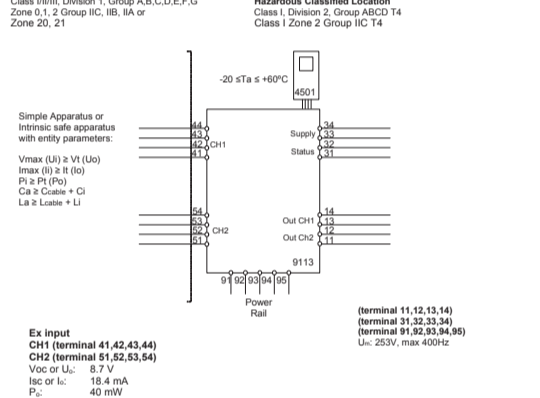 Class I/II/III, Division 1, Group A,B,C,D,E,F,G
Zone 0,1, 2 Group IIC, IIB, IIA or
Zone 20, 21
Hazardous Classified Location
Class I, Division 2, Group ABCD T4
Class I Zone 2 Group IIC T4
-20 ≤Ta ≤ +60ºC
4501
Simple Apparatus or
Intrinsic safe apparatus
with entity parameters:
Vmax (Ui) ≥ Vt (Uo)
Imax (Ii) ≥ It (Io)
Pi ≥ Pt (Po)
Ca ≥ Ccable + Ci
La ≥ Lcable + Li
44
43
42
41
CH1
Supply
Status
34
33
32
31
54
53
52
51
CH2
Out CH1
Out Ch2
14
13
12
11
9113
91 92 93 94 95
Power
Rail
(terminal 11,12,13,14)
(terminal 31,32,33,34)
(terminal 91,92,93,94,95)
Um: 253V, max 400Hz
Ex input
CH1 (terminal 41,42,43,44)
CH2 (terminal 51,52,53,54)
Voc or Uo: 8.7 V
Isc or Io: 18.4 mA
Po: 40 mW